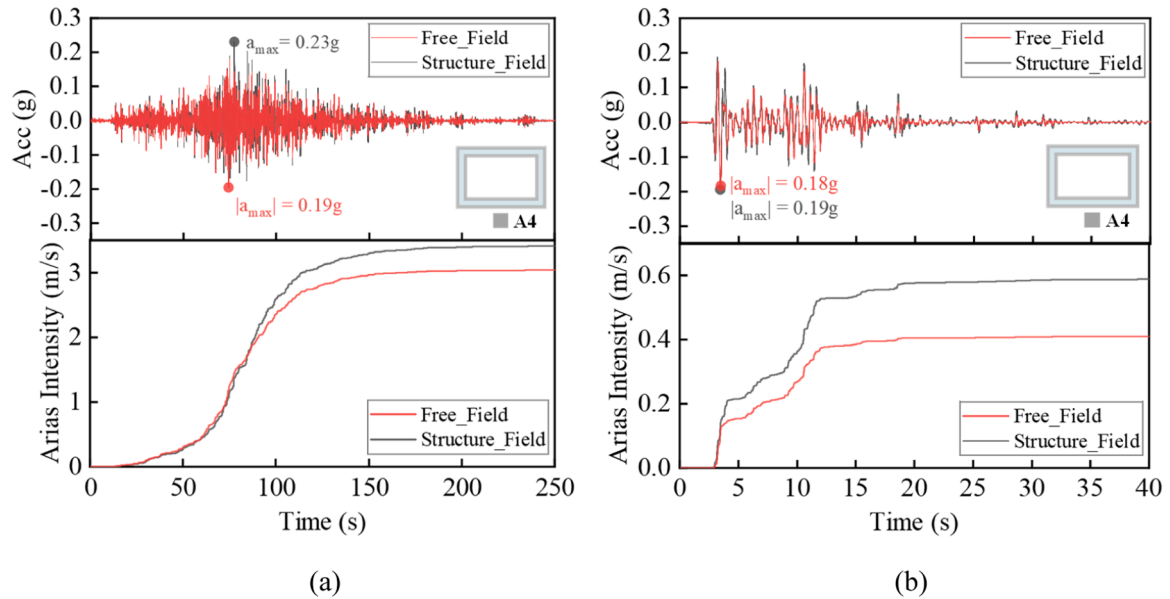 0.3
0.2
0.1
0.0
-0.1
-0.2
-0.3
Acc (g)
a_max = 0.23g
Free_Field
Structure_Field
|a_max| = 0.19g
A4
3
2
1
0
Arias Intensity (m/s)
Free_Field
Structure_Field
0 50 100 150 200 250
Time (s)
(a)
0.3
0.2
0.1
0.0
-0.1
-0.2
-0.3
Acc (g)
Free_Field
Structure_Field
|a_max| = 0.18g
|a_max| = 0.19g
A4
0.6
0.4
0.2
0.0
Arias Intensity (m/s)
Free_Field
Structure_Field
0 5 10 15 20 25 30 35 40
Time (s)
(b)